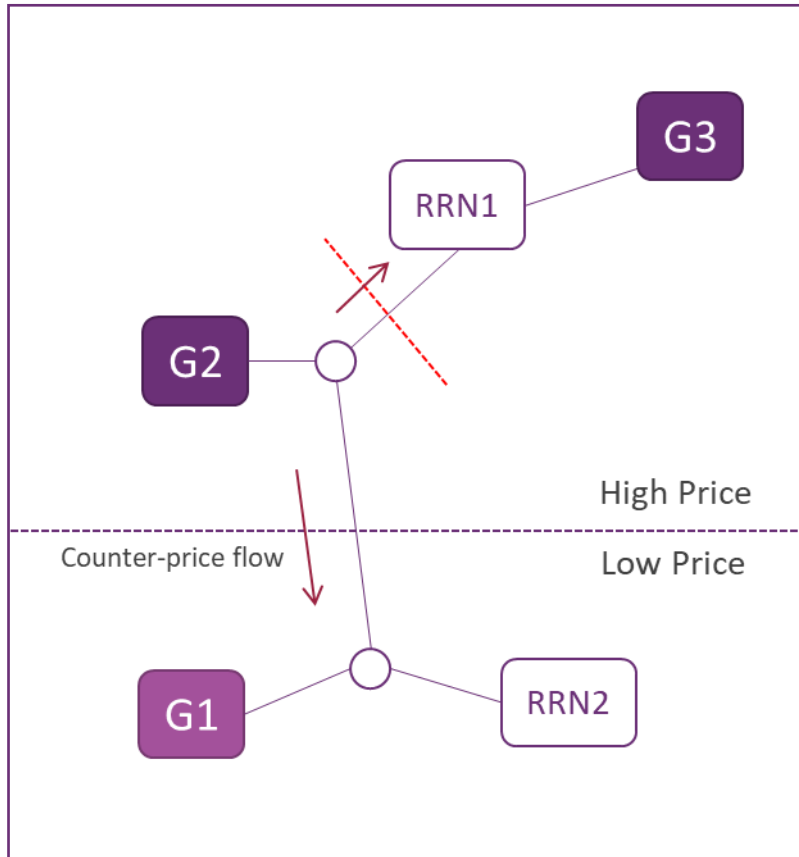 G3
RRN1
G2
High Price
Counter-price flow
Low Price
G1
RRN2